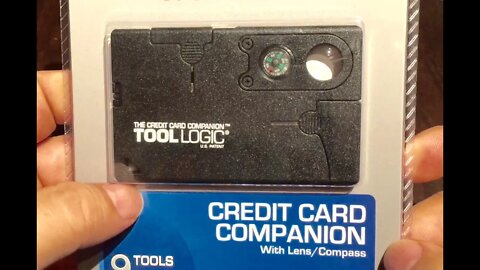 THE CREDIT CARD COMPANION™
TOOL LOGIC®
U.S. PATENT
CREDIT CARD
COMPANION
With Lens/Compass
9 TOOLS